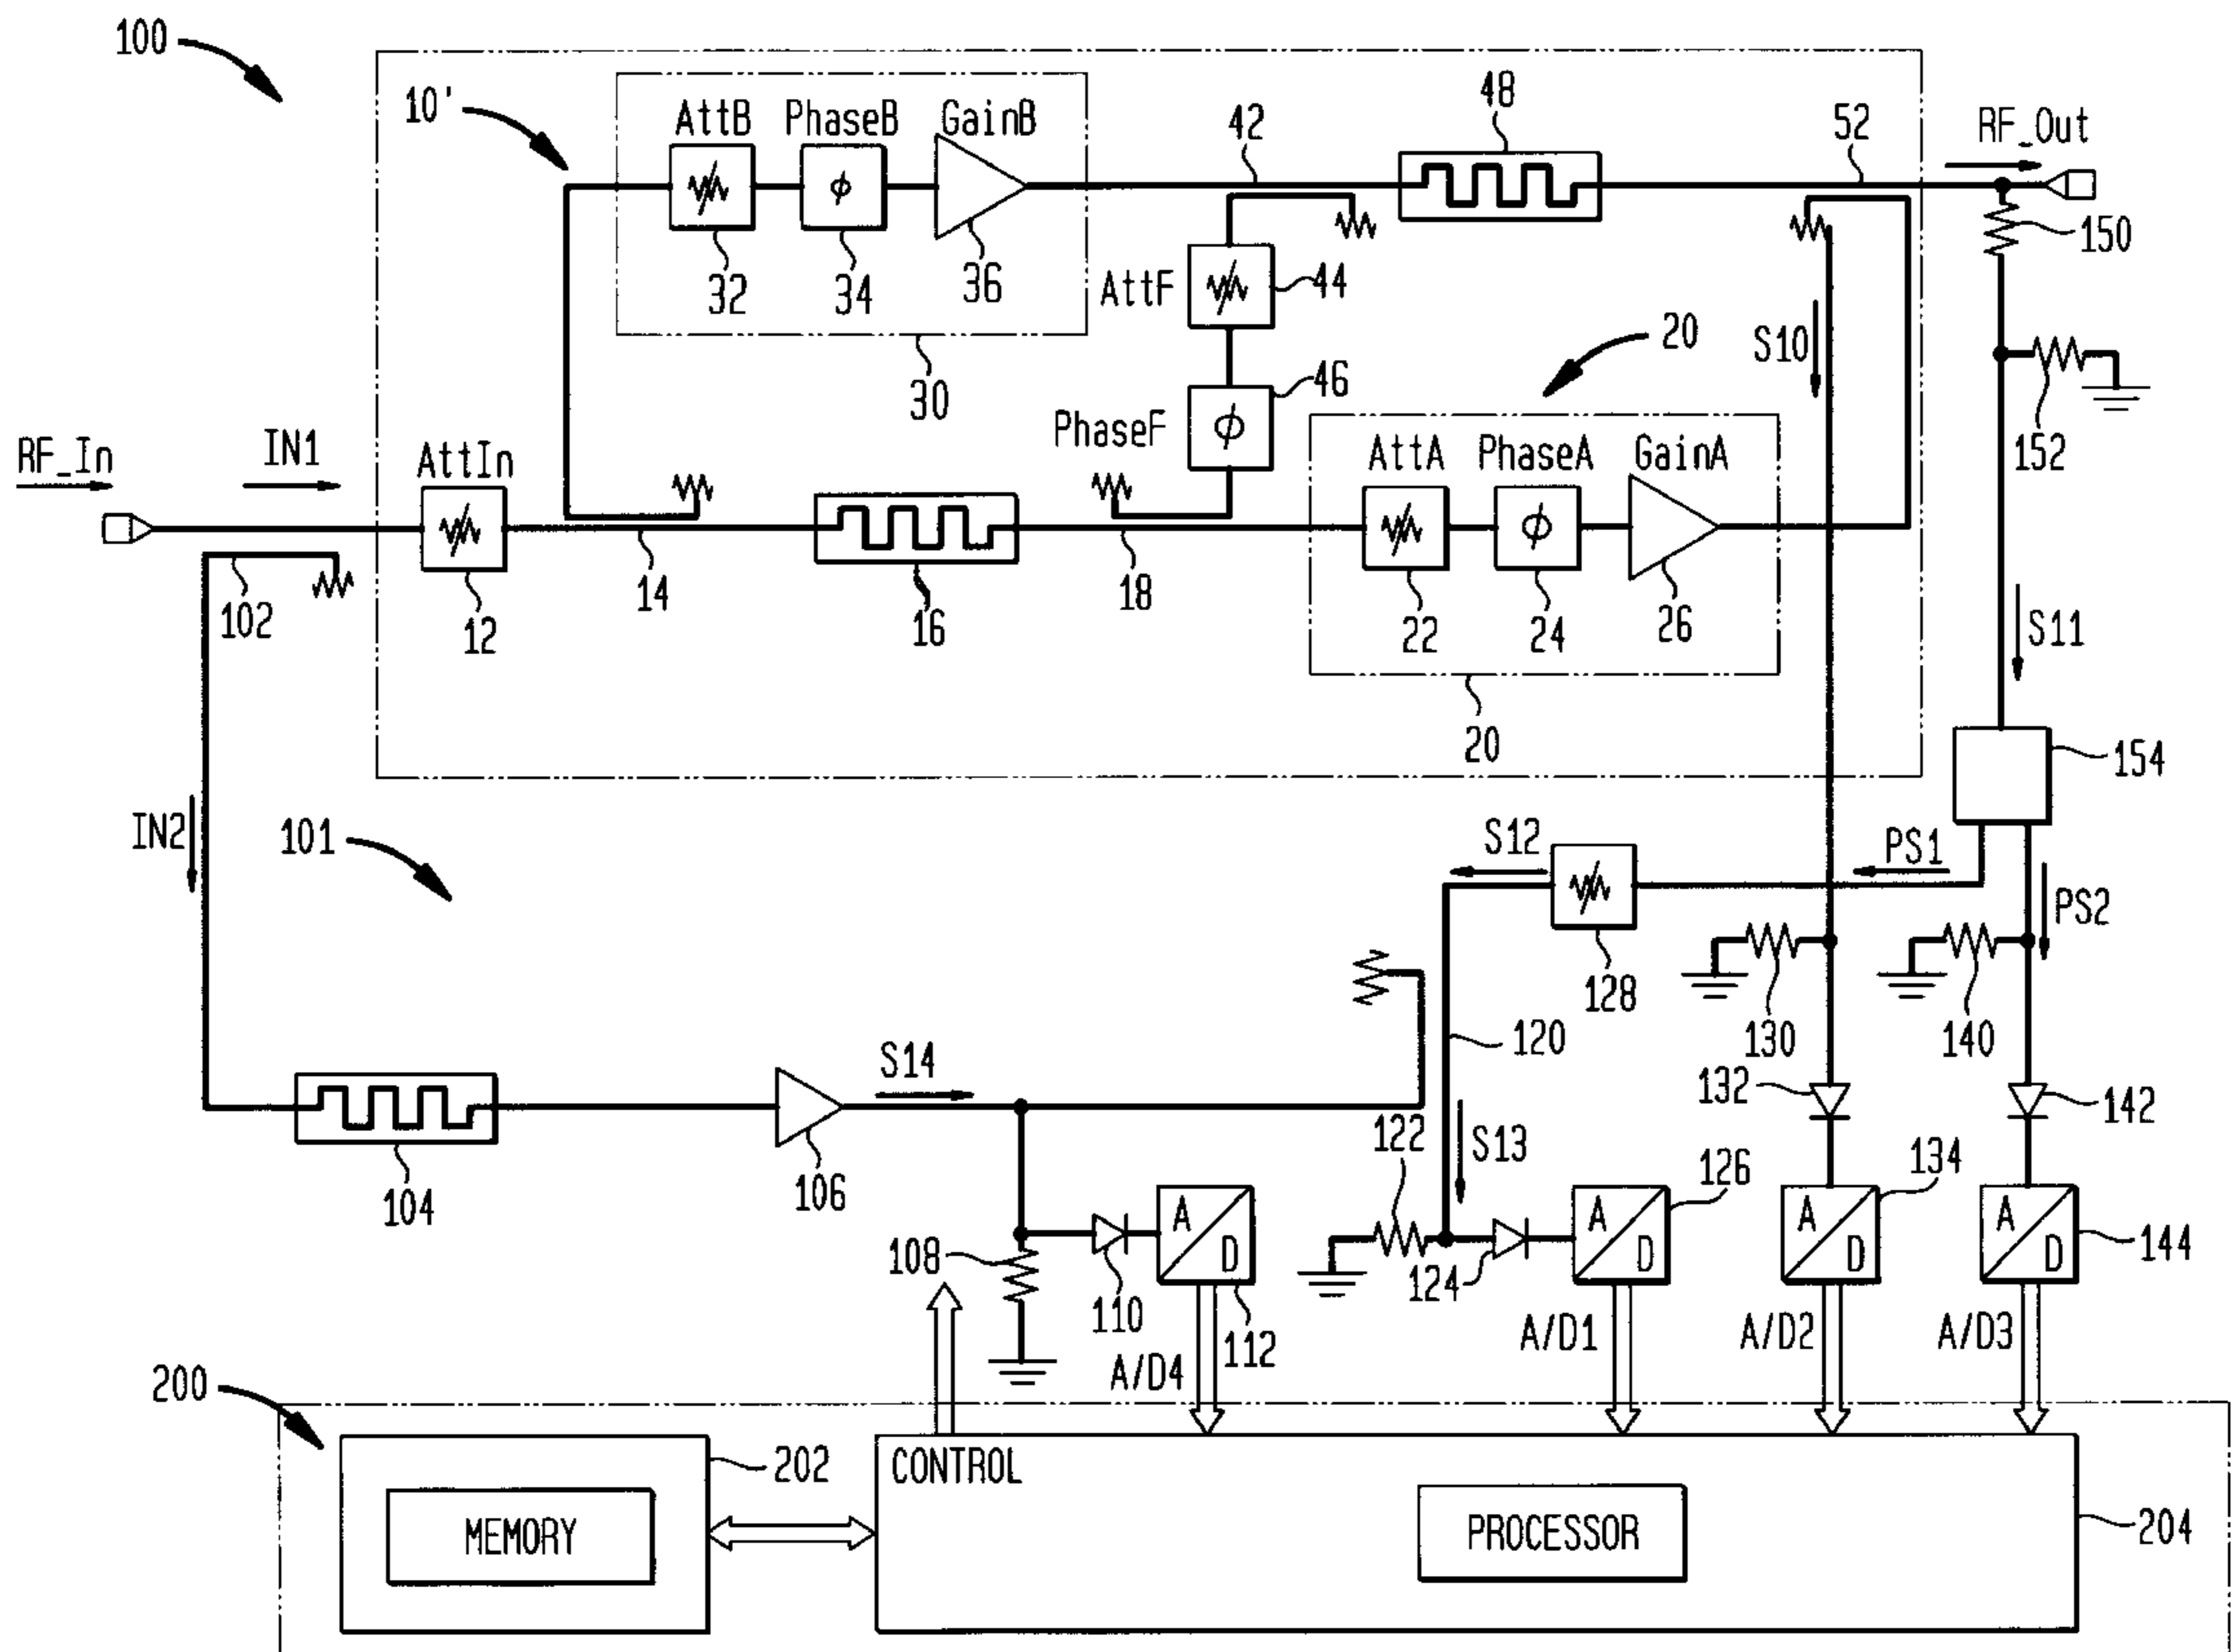 100
10'
AttB PhaseB GainB
32 34 36
30
42
48
52
RF_Out
150
AttF
44
46
PhaseF
20
S10
152
RF_In
IN1
AttIn
12
14
16
18
AttA PhaseA GainA
22 24 26
20
102
S11
154
IN2
101
S12
PS1
PS2
128
130
140
120
S14
104
106
122
S13
132
142
108
110
A/D
112
124
A/D
126
A/D
134
A/D
144
A/D4
A/D1
A/D2
A/D3
200
202
MEMORY
CONTROL
PROCESSOR
204